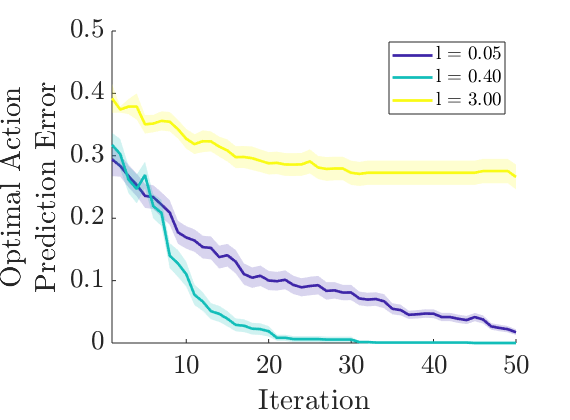 0.5
0.4
0.3
0.2
0.1
0
10
20
30
40
50
Iteration
Optimal Action
Prediction Error
l = 0.05
l = 0.40
l = 3.00